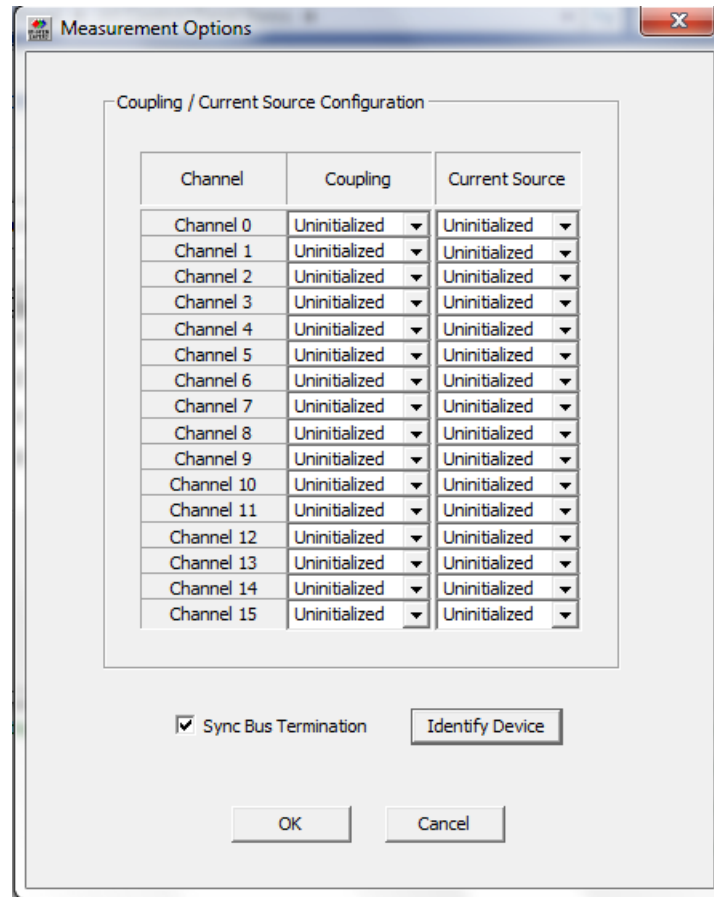 Measurement Options
Coupling / Current Source Configuration
Channel Coupling Current Source
Channel 0 Uninitialized Uninitialized
Channel 1 Uninitialized Uninitialized
Channel 2 Uninitialized Uninitialized
Channel 3 Uninitialized Uninitialized
Channel 4 Uninitialized Uninitialized
Channel 5 Uninitialized Uninitialized
Channel 6 Uninitialized Uninitialized
Channel 7 Uninitialized Uninitialized
Channel 8 Uninitialized Uninitialized
Channel 9 Uninitialized Uninitialized
Channel 10 Uninitialized Uninitialized
Channel 11 Uninitialized Uninitialized
Channel 12 Uninitialized Uninitialized
Channel 13 Uninitialized Uninitialized
Channel 14 Uninitialized Uninitialized
Channel 15 Uninitialized Uninitialized
Sync Bus Termination Identify Device
OK Cancel